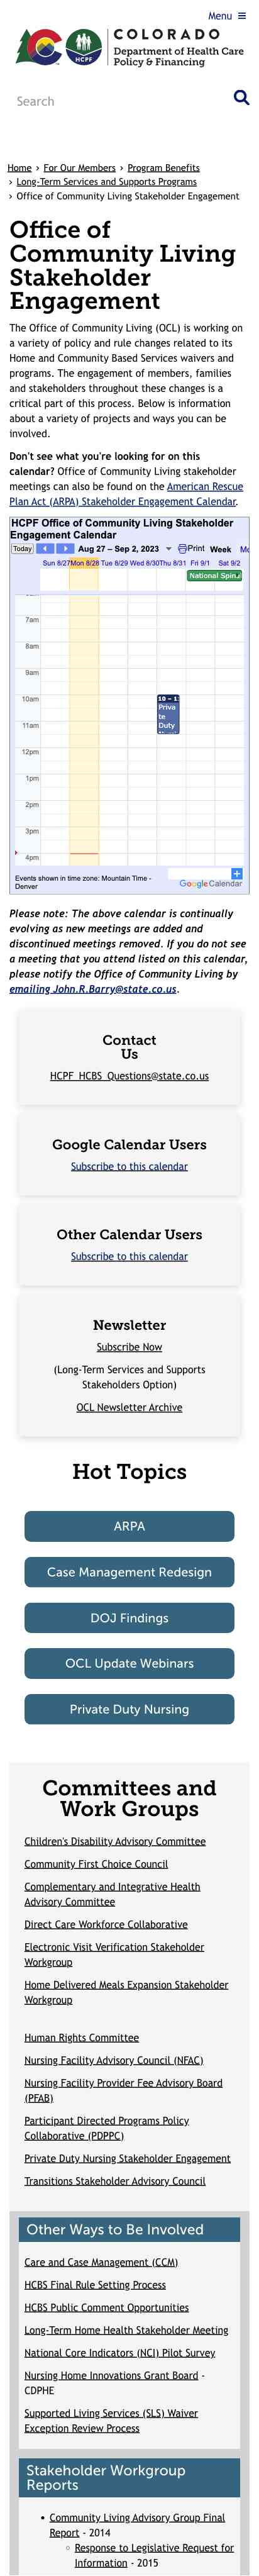 Menu ≡
HCPF
COLORADO
Department of Health Care
Policy & Financing
Search
Home › For Our Members › Program Benefits
› Long-Term Services and Supports Programs
› Office of Community Living Stakeholder Engagement
Office of
Community Living
Stakeholder
Engagement
The Office of Community Living (OCL) is working on
a variety of policy and rule changes related to its
Home and Community Based Services waivers and
programs. The engagement of members, families
and stakeholders throughout these changes is a
critical part of this process. Below is information
about a variety of projects and ways you can be
involved.
Don't see what you're looking for on this
calendar? Office of Community Living stakeholder
meetings can also be found on the American Rescue
Plan Act (ARPA) Stakeholder Engagement Calendar.
HCPF Office of Community Living Stakeholder
Engagement Calendar
Today Aug 27 – Sep 2, 2023 Print Week
Sun 8/27 Mon 8/28 Tue 8/29 Wed 8/30 Thu 8/31 Fri 9/1 Sat 9/2
National Spin
7am
8am
9am
10am
10 – 1
Priva
te
Duty
11am
12pm
1pm
2pm
3pm
4pm
Events shown in time zone: Mountain Time -
Denver
Google Calendar
Please note: The above calendar is continually
evolving as new meetings are added and
discontinued meetings removed. If you do not see
a meeting that you attend listed on this calendar,
please notify the Office of Community Living by
emailing John.R.Barry@state.co.us.
Contact
Us
HCPF_HCBS_Questions@state.co.us
Google Calendar Users
Subscribe to this calendar
Other Calendar Users
Subscribe to this calendar
Newsletter
Subscribe Now
(Long-Term Services and Supports
Stakeholders Option)
OCL Newsletter Archive
Hot Topics
ARPA
Case Management Redesign
DOJ Findings
OCL Update Webinars
Private Duty Nursing
Committees and
Work Groups
Children's Disability Advisory Committee
Community First Choice Council
Complementary and Integrative Health
Advisory Committee
Direct Care Workforce Collaborative
Electronic Visit Verification Stakeholder
Workgroup
Home Delivered Meals Expansion Stakeholder
Workgroup
Human Rights Committee
Nursing Facility Advisory Council (NFAC)
Nursing Facility Provider Fee Advisory Board
(PFAB)
Participant Directed Programs Policy
Collaborative (PDPPC)
Private Duty Nursing Stakeholder Engagement
Transitions Stakeholder Advisory Council
Other Ways to Be Involved
Care and Case Management (CCM)
HCBS Final Rule Setting Process
HCBS Public Comment Opportunities
Long-Term Home Health Stakeholder Meeting
National Core Indicators (NCI) Pilot Survey
Nursing Home Innovations Grant Board -
CDPHE
Supported Living Services (SLS) Waiver
Exception Review Process
Stakeholder Workgroup
Reports
• Community Living Advisory Group Final
Report - 2014
○ Response to Legislative Request for
Information - 2015